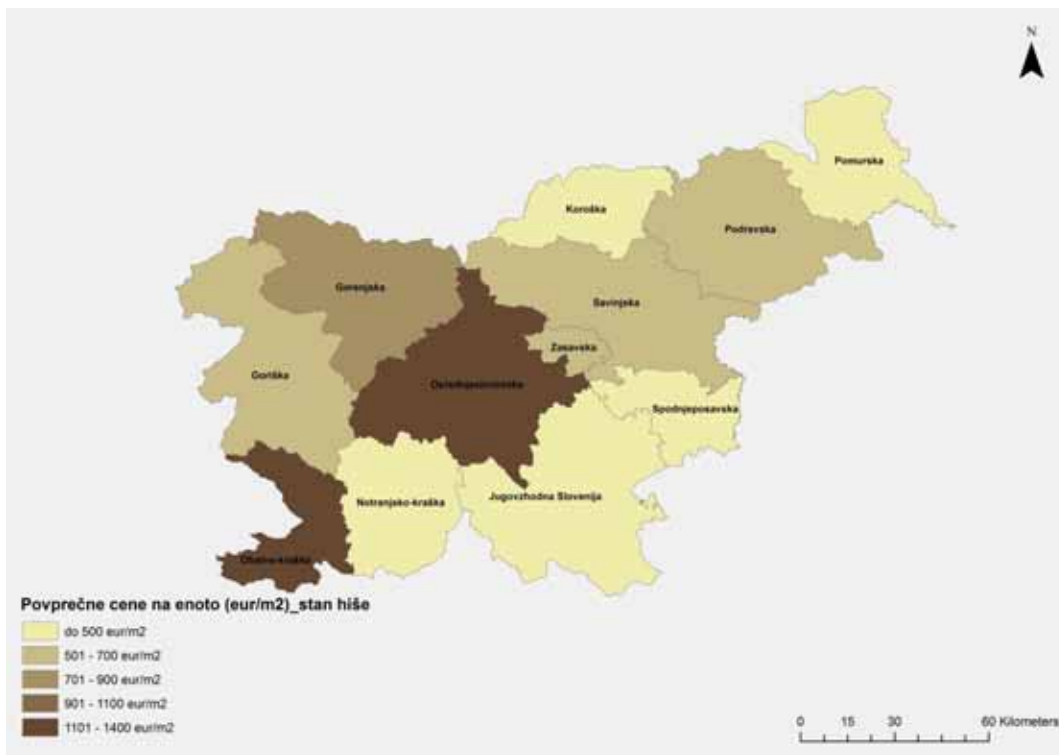 N
Pomurska
Koroška
Podravska
Gorenjska
Savinjska
Zasavska
Goriška
Osrednjeslovenska
Spodnjeposavska
Notranjsko-kraška
Jugovzhodna Slovenija
Obalno-kraška
Povprečne cene na enoto (eur/m2)_stan hiše
do 500 eur/m2
501 - 700 eur/m2
701 - 900 eur/m2
901 - 1100 eur/m2
1101 - 1400 eur/m2
0 15 30 60 Kilometers